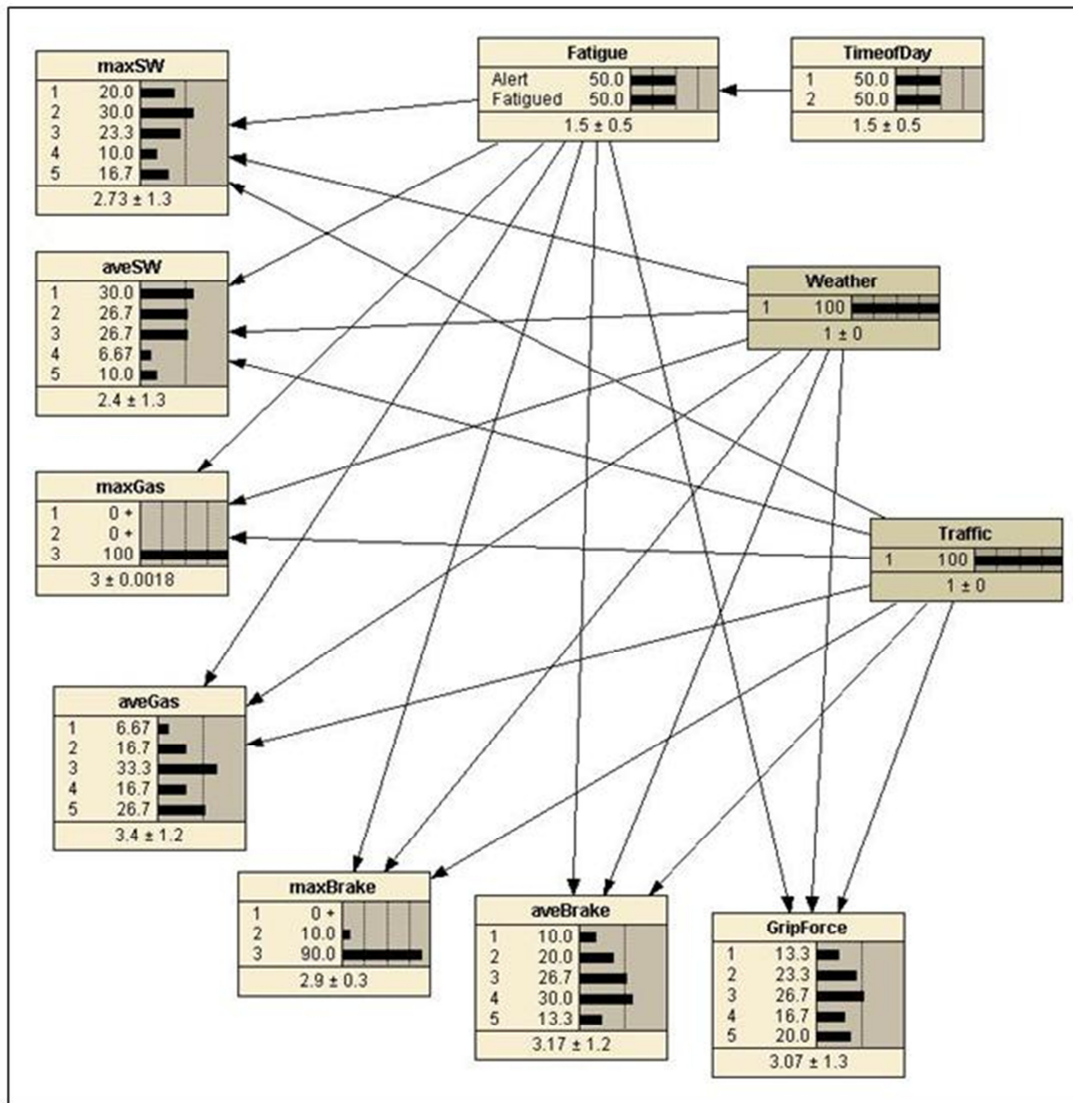 maxSW
1 20.0
2 30.0
3 23.3
4 10.0
5 16.7
2.73 ± 1.3
Fatigue
Alert 50.0
Fatigued 50.0
1.5 ± 0.5
TimeofDay
1 50.0
2 50.0
1.5 ± 0.5
aveSW
1 30.0
2 26.7
3 26.7
4 6.67
5 10.0
2.4 ± 1.3
Weather
1 100
1 ± 0
maxGas
1 0 +
2 0 +
3 100
3 ± 0.0018
Traffic
1 100
1 ± 0
aveGas
1 6.67
2 16.7
3 33.3
4 16.7
5 26.7
3.4 ± 1.2
maxBrake
1 0 +
2 10.0
3 90.0
2.9 ± 0.3
aveBrake
1 10.0
2 20.0
3 26.7
4 30.0
5 13.3
3.17 ± 1.2
GripForce
1 13.3
2 23.3
3 26.7
4 16.7
5 20.0
3.07 ± 1.3